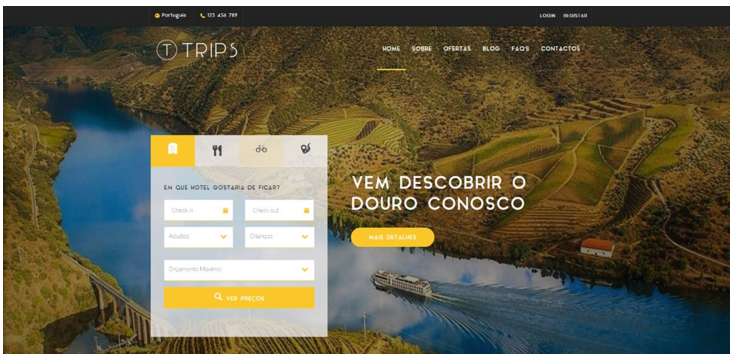 Português 123 456 789 LOGIN REGISTAR
T TRIPS HOME SOBRE OFERTAS BLOG FAQ'S CONTACTOS
EM QUE HOTEL GOSTARIA DE FICAR?
Check in Check out
Adultos Crianças
Orçamento Máximo
VER PREÇOS
VEM DESCOBRIR O
DOURO CONOSCO
MAIS DETALHES